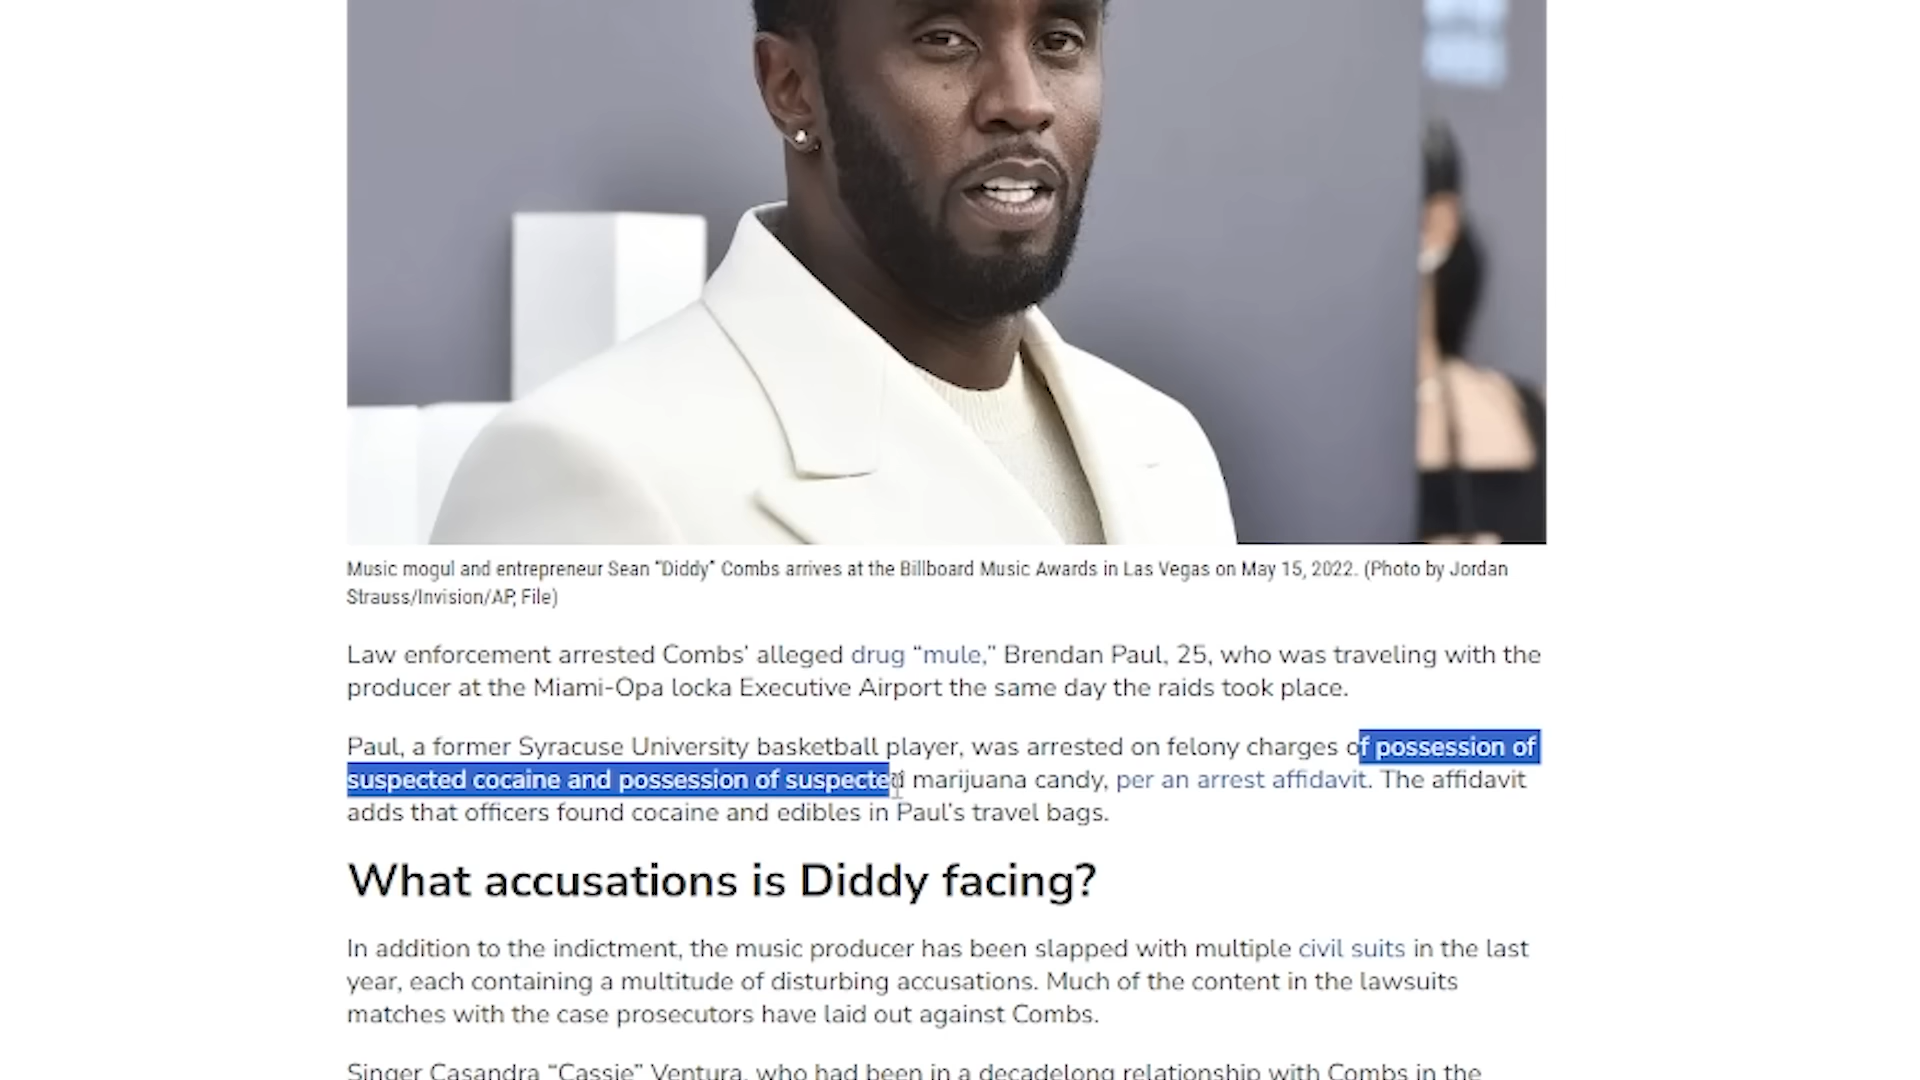 Music mogul and entrepreneur Sean "Diddy" Combs arrives at the Billboard Music Awards in Las Vegas on May 15, 2022. (Photo by Jordan
Strauss/Invision/AP, File)
Law enforcement arrested Combs’ alleged drug “mule,” Brendan Paul, 25, who was traveling with the
producer at the Miami-Opa locka Executive Airport the same day the raids took place.
Paul, a former Syracuse University basketball player, was arrested on felony charges of possession of
suspected cocaine and possession of suspected marijuana candy, per an arrest affidavit. The affidavit
adds that officers found cocaine and edibles in Paul’s travel bags.
What accusations is Diddy facing?
In addition to the indictment, the music producer has been slapped with multiple civil suits in the last
year, each containing a multitude of disturbing accusations. Much of the content in the lawsuits
matches with the case prosecutors have laid out against Combs.
Singer Casandra “Cassie” Ventura, who had been in a decadelong relationship with Combs in the